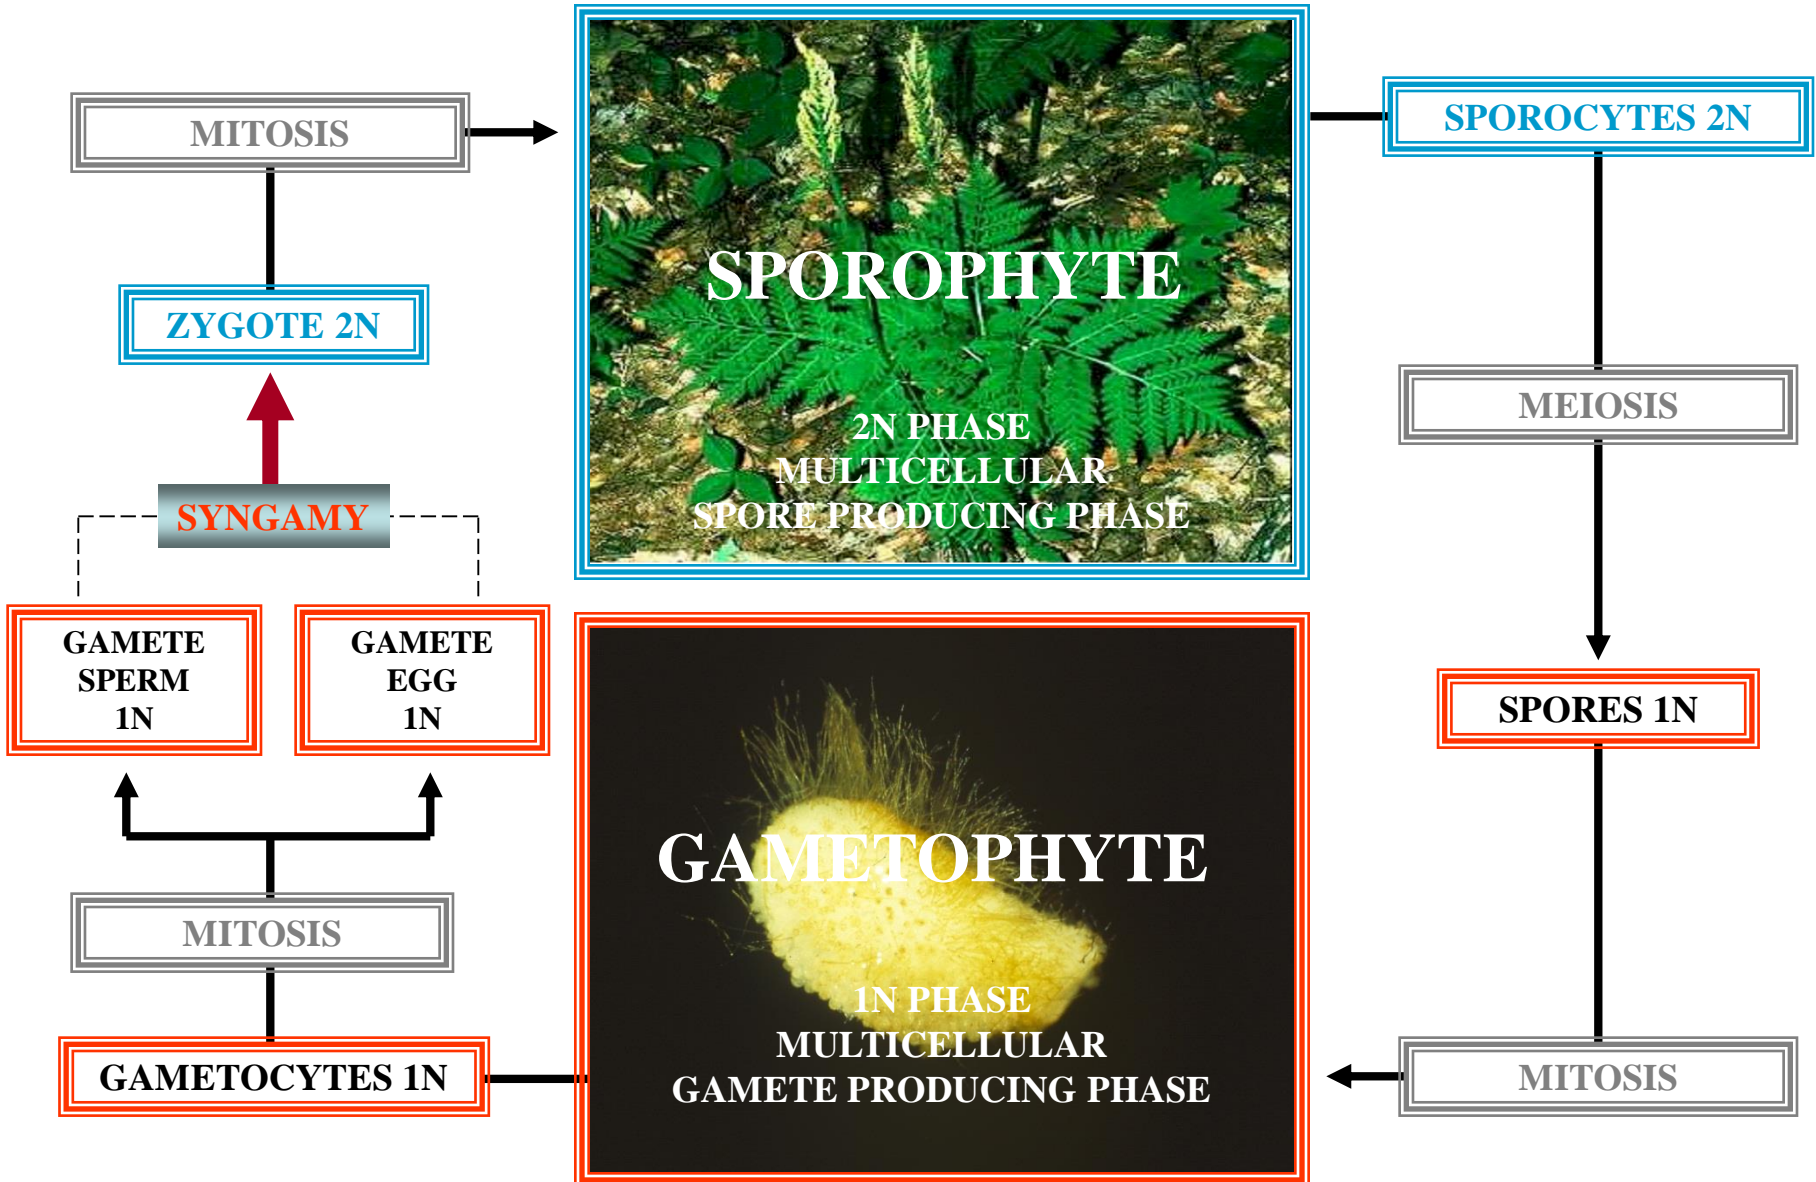 MITOSIS
SPOROCYTES 2N
SPOROPHYTE
ZYGOTE 2N
MEIOSIS
2N PHASE
MULTICELLULAR
SPORE PRODUCING PHASE
SYNGAMY
GAMETE
SPERM
1N
GAMETE
EGG
1N
SPORES 1N
GAMETOPHYTE
MITOSIS
1N PHASE
MULTICELLULAR
GAMETE PRODUCING PHASE
GAMETOCYTES 1N
MITOSIS